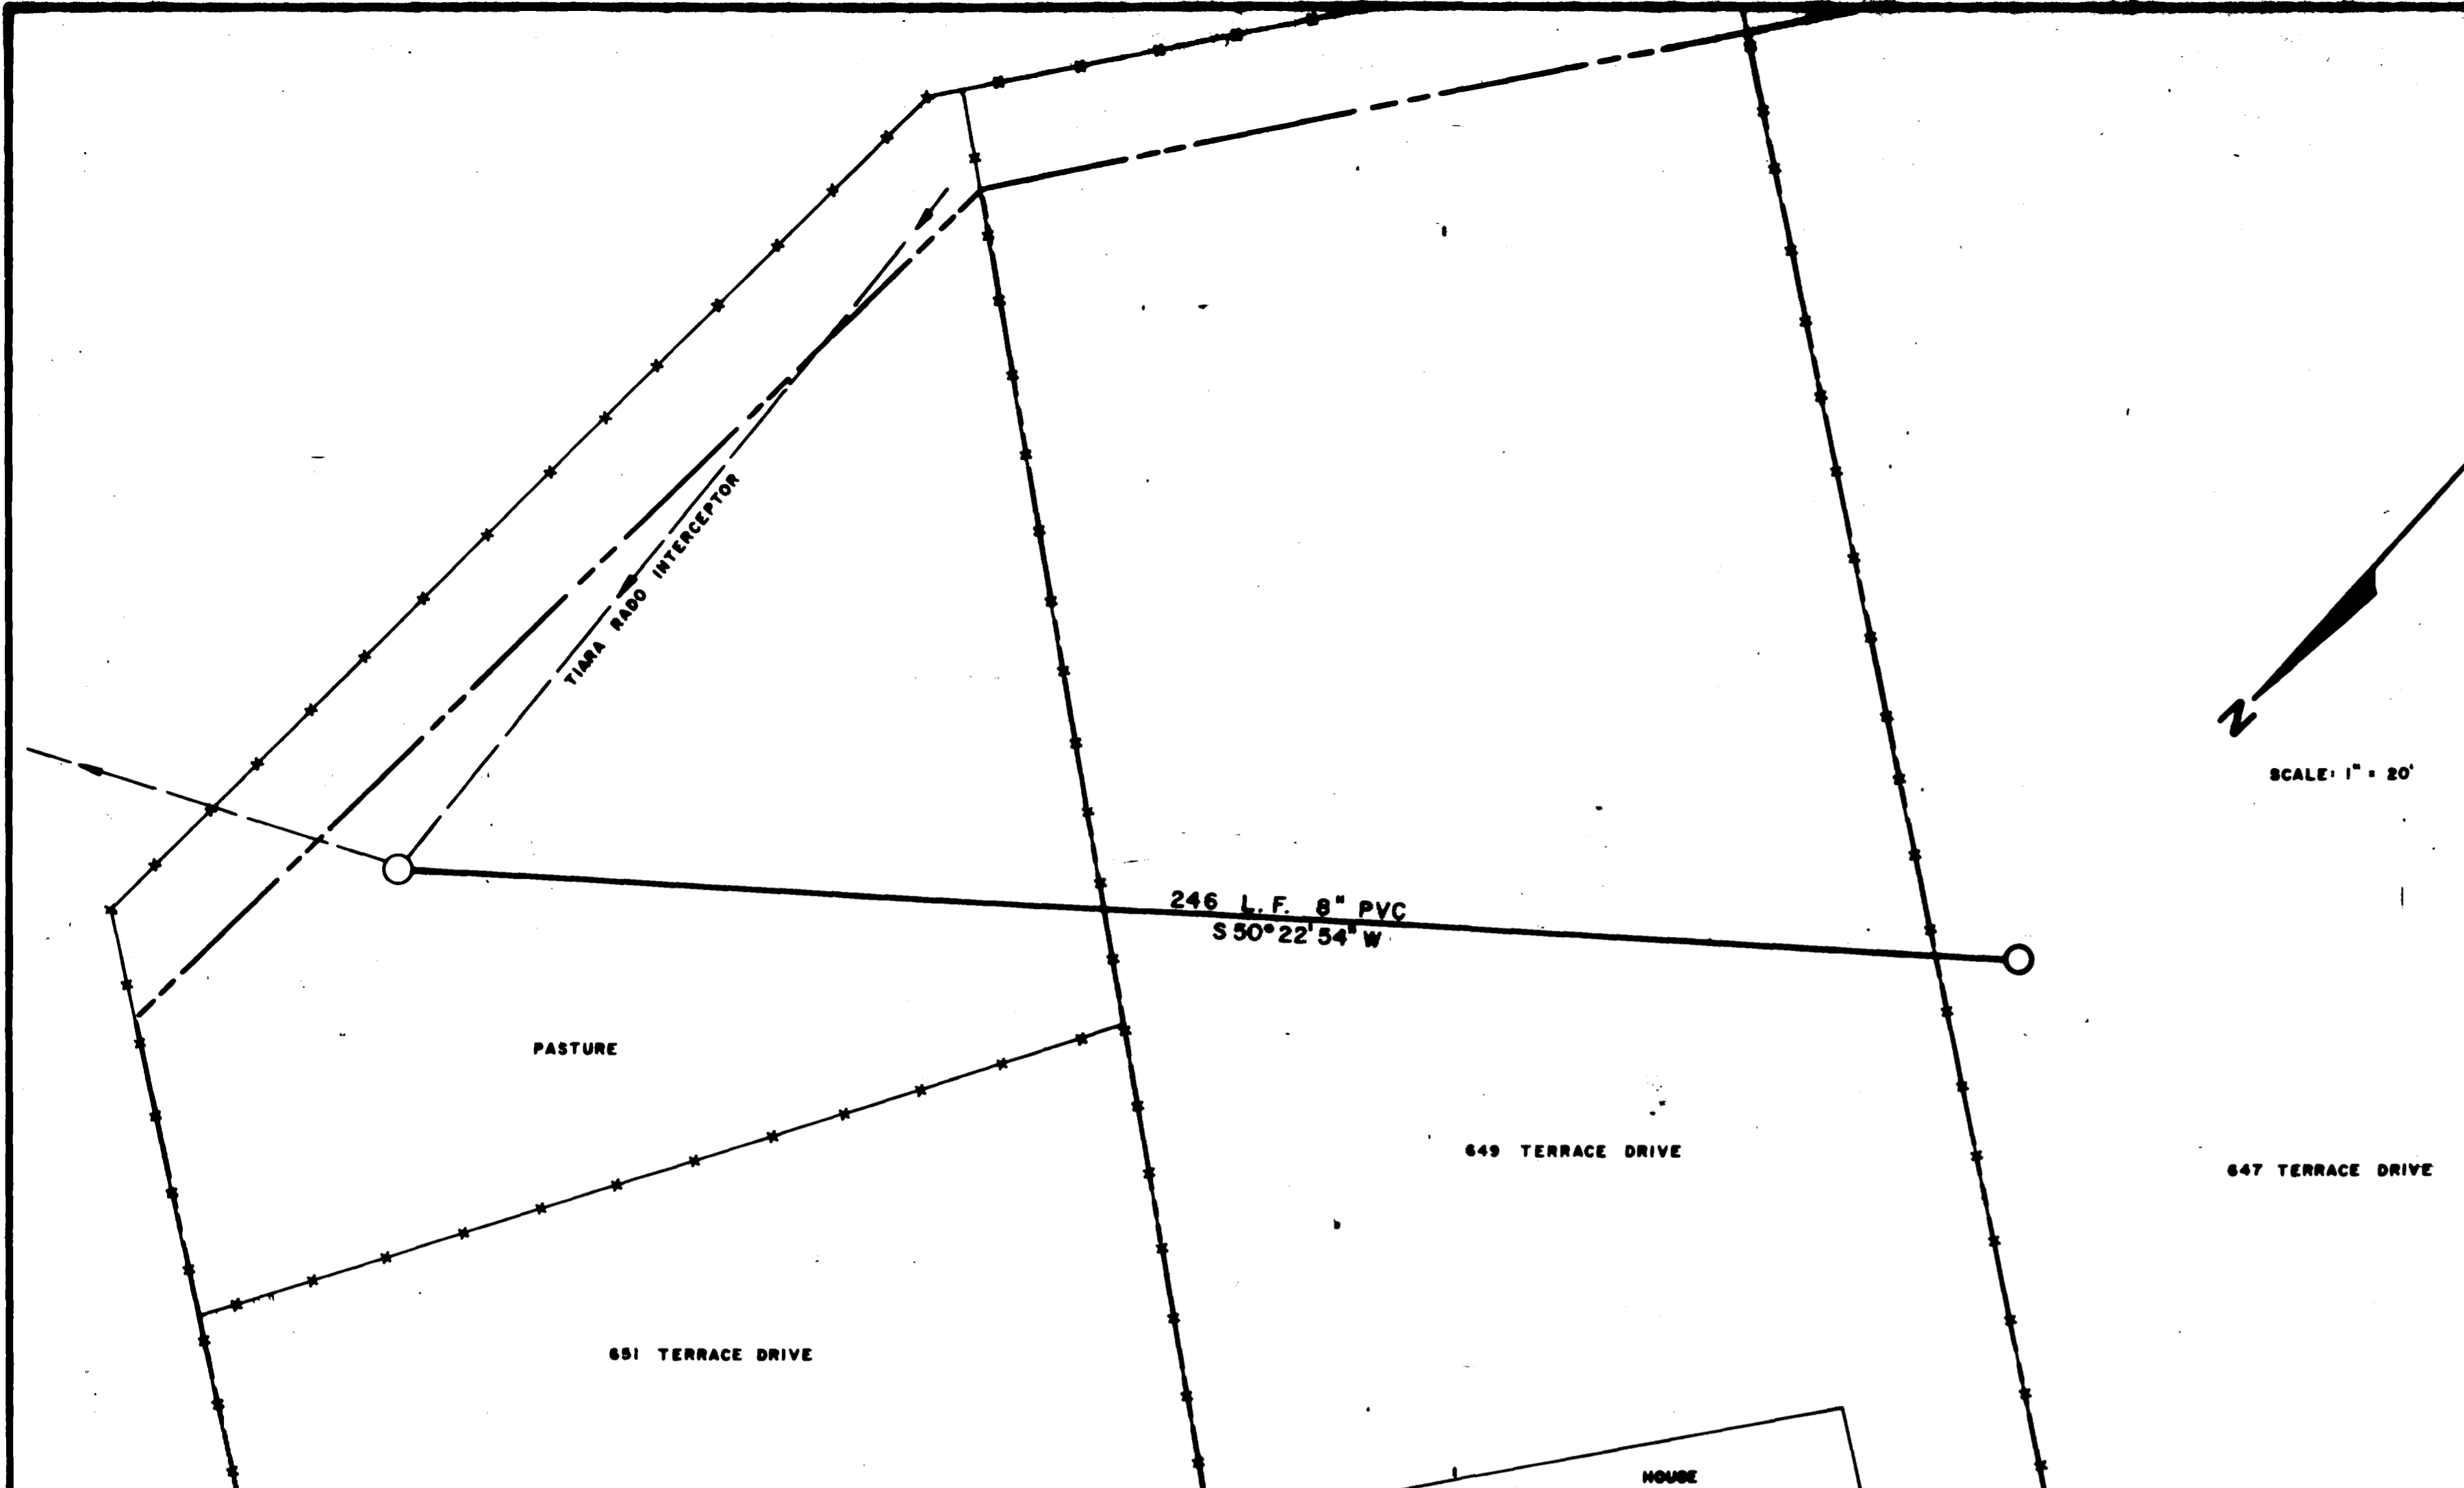 TIARA RADO INTERCEPTOR
N
SCALE: 1" = 20'
246 L.F. 8" PVC
S 50° 22' 54" W
PASTURE
649 TERRACE DRIVE
647 TERRACE DRIVE
651 TERRACE DRIVE
HOUSE